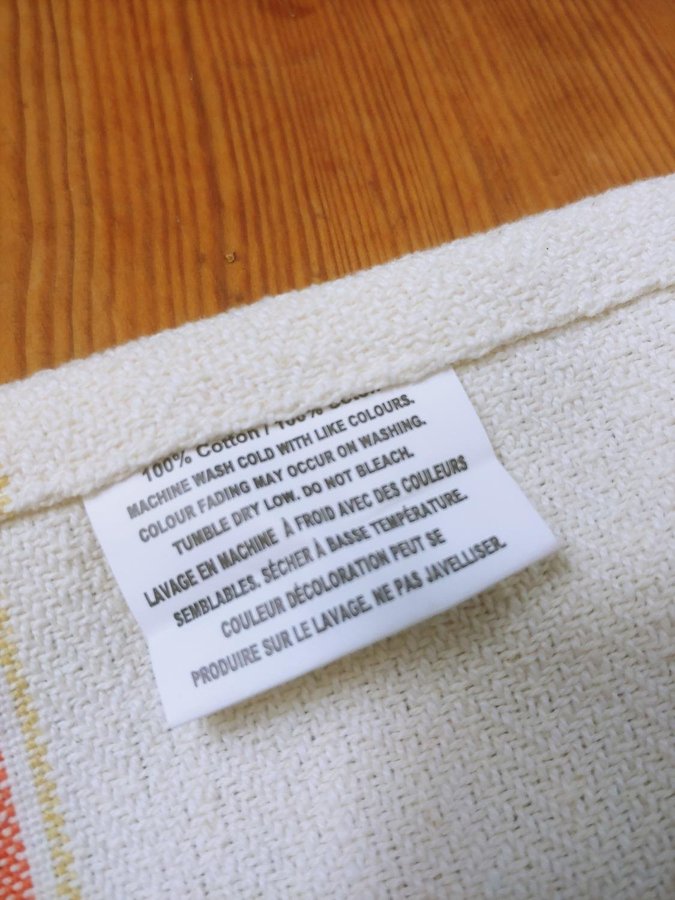 100% Cotton / 100% Coton
MACHINE WASH COLD WITH LIKE COLOURS.
COLOUR FADING MAY OCCUR ON WASHING.
TUMBLE DRY LOW. DO NOT BLEACH.
LAVAGE EN MACHINE À FROID AVEC DES COULEURS
SEMBLABLES. SÉCHER À BASSE TEMPÉRATURE.
COULEUR DÉCOLORATION PEUT SE
PRODUIRE SUR LE LAVAGE. NE PAS JAVELLISER.